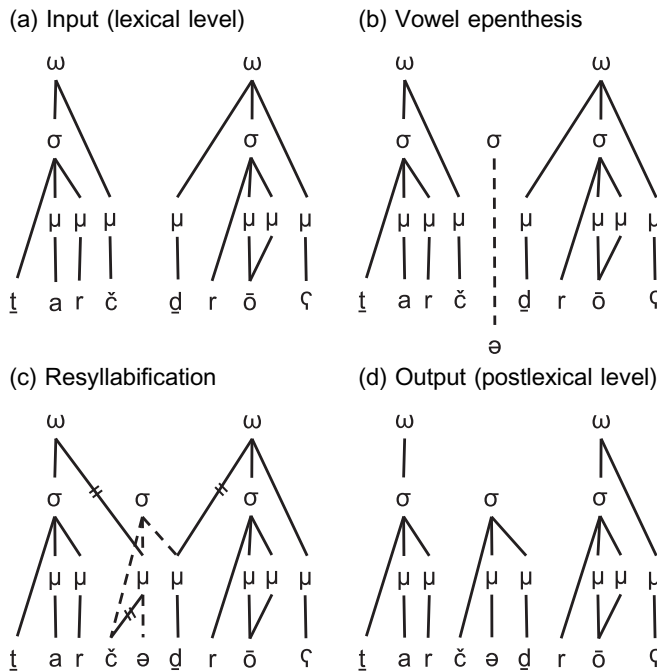 (a) Input (lexical level)
ω ω
σ σ
μ μ μ μ μ μ μ
ṯ a r č ḏ r ō ʕ
(b) Vowel epenthesis
ω ω
σ σ σ
μ μ μ μ μ μ μ
ṯ a r č ḏ r ō ʕ
ə
(c) Resyllabification
ω ω
σ σ σ
μ μ μ μ μ μ μ
ṯ a r č ə ḏ r ō ʕ
(d) Output (postlexical level)
ω ω
σ σ σ
μ μ μ μ μ μ μ
ṯ a r č ə ḏ r ō ʕ